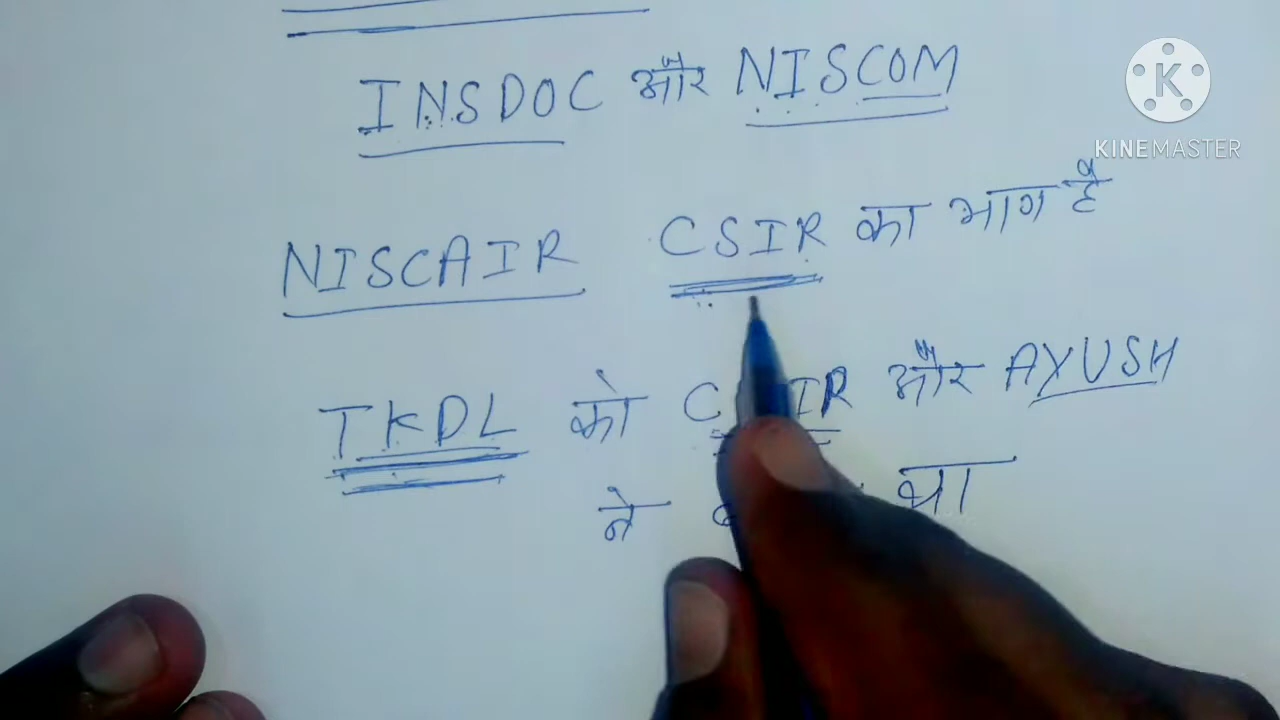 INSDOC और NISCOM
K
KINEMASTER
NISCAIR CSIR का भाग है
TKDL को और AYUSH
ने था